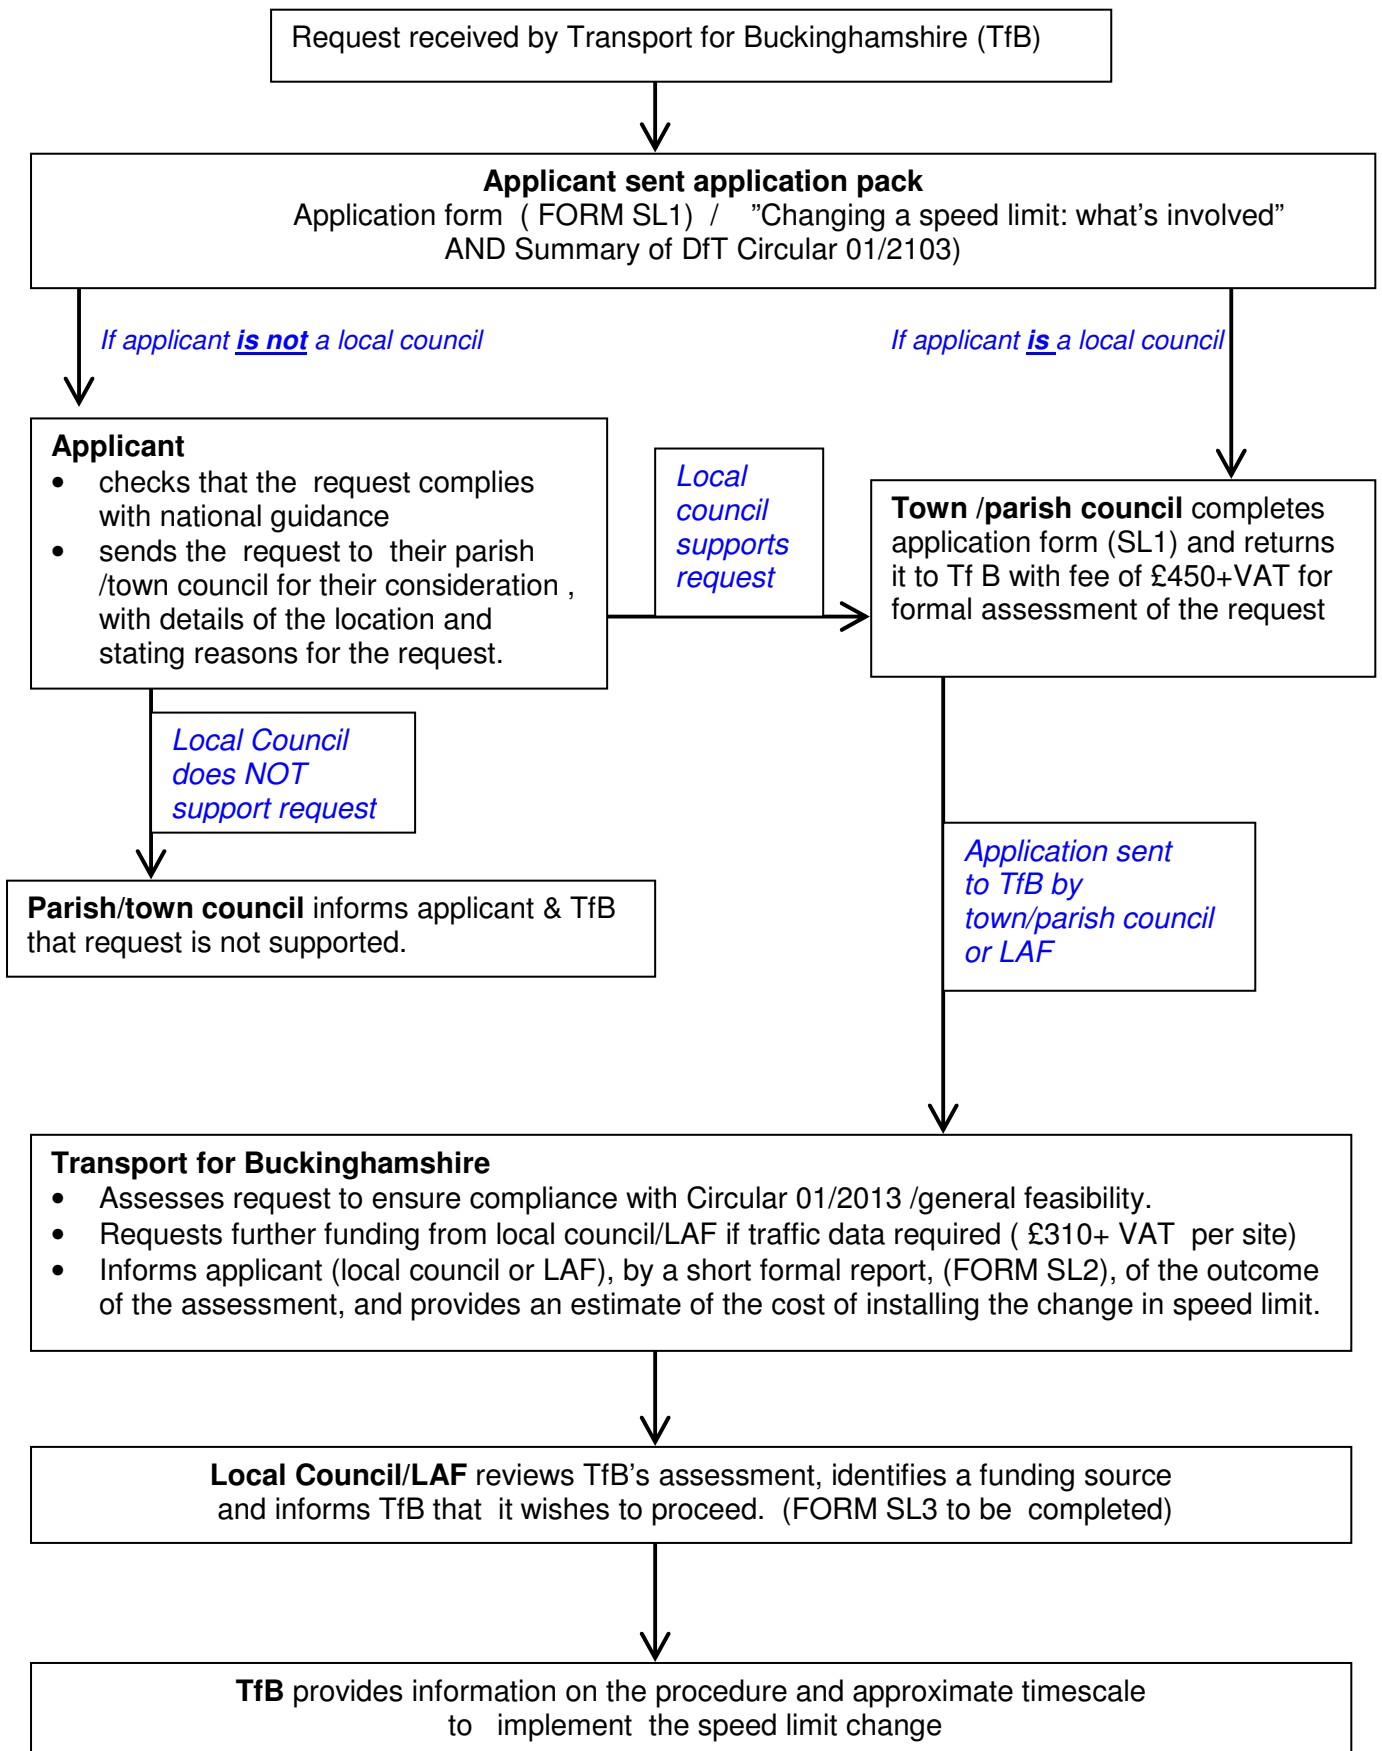 Request received by Transport for Buckinghamshire (TfB)
Applicant sent application pack
Application form ( FORM SL1) / ”Changing a speed limit: what’s involved”
AND Summary of DfT Circular 01/2103)
If applicant is not a local council
If applicant is a local council
Applicant
• checks that the request complies
with national guidance
• sends the request to their parish
/town council for their consideration ,
with details of the location and
stating reasons for the request.
Local
council
supports
request
Town /parish council completes
application form (SL1) and returns
it to Tf B with fee of £450+VAT for
formal assessment of the request
Local Council
does NOT
support request
Parish/town council informs applicant & TfB
that request is not supported.
Application sent
to TfB by
town/parish council
or LAF
Transport for Buckinghamshire
• Assesses request to ensure compliance with Circular 01/2013 /general feasibility.
• Requests further funding from local council/LAF if traffic data required ( £310+ VAT per site)
• Informs applicant (local council or LAF), by a short formal report, (FORM SL2), of the outcome
of the assessment, and provides an estimate of the cost of installing the change in speed limit.
Local Council/LAF reviews TfB’s assessment, identifies a funding source
and informs TfB that it wishes to proceed. (FORM SL3 to be completed)
TfB provides information on the procedure and approximate timescale
to implement the speed limit change